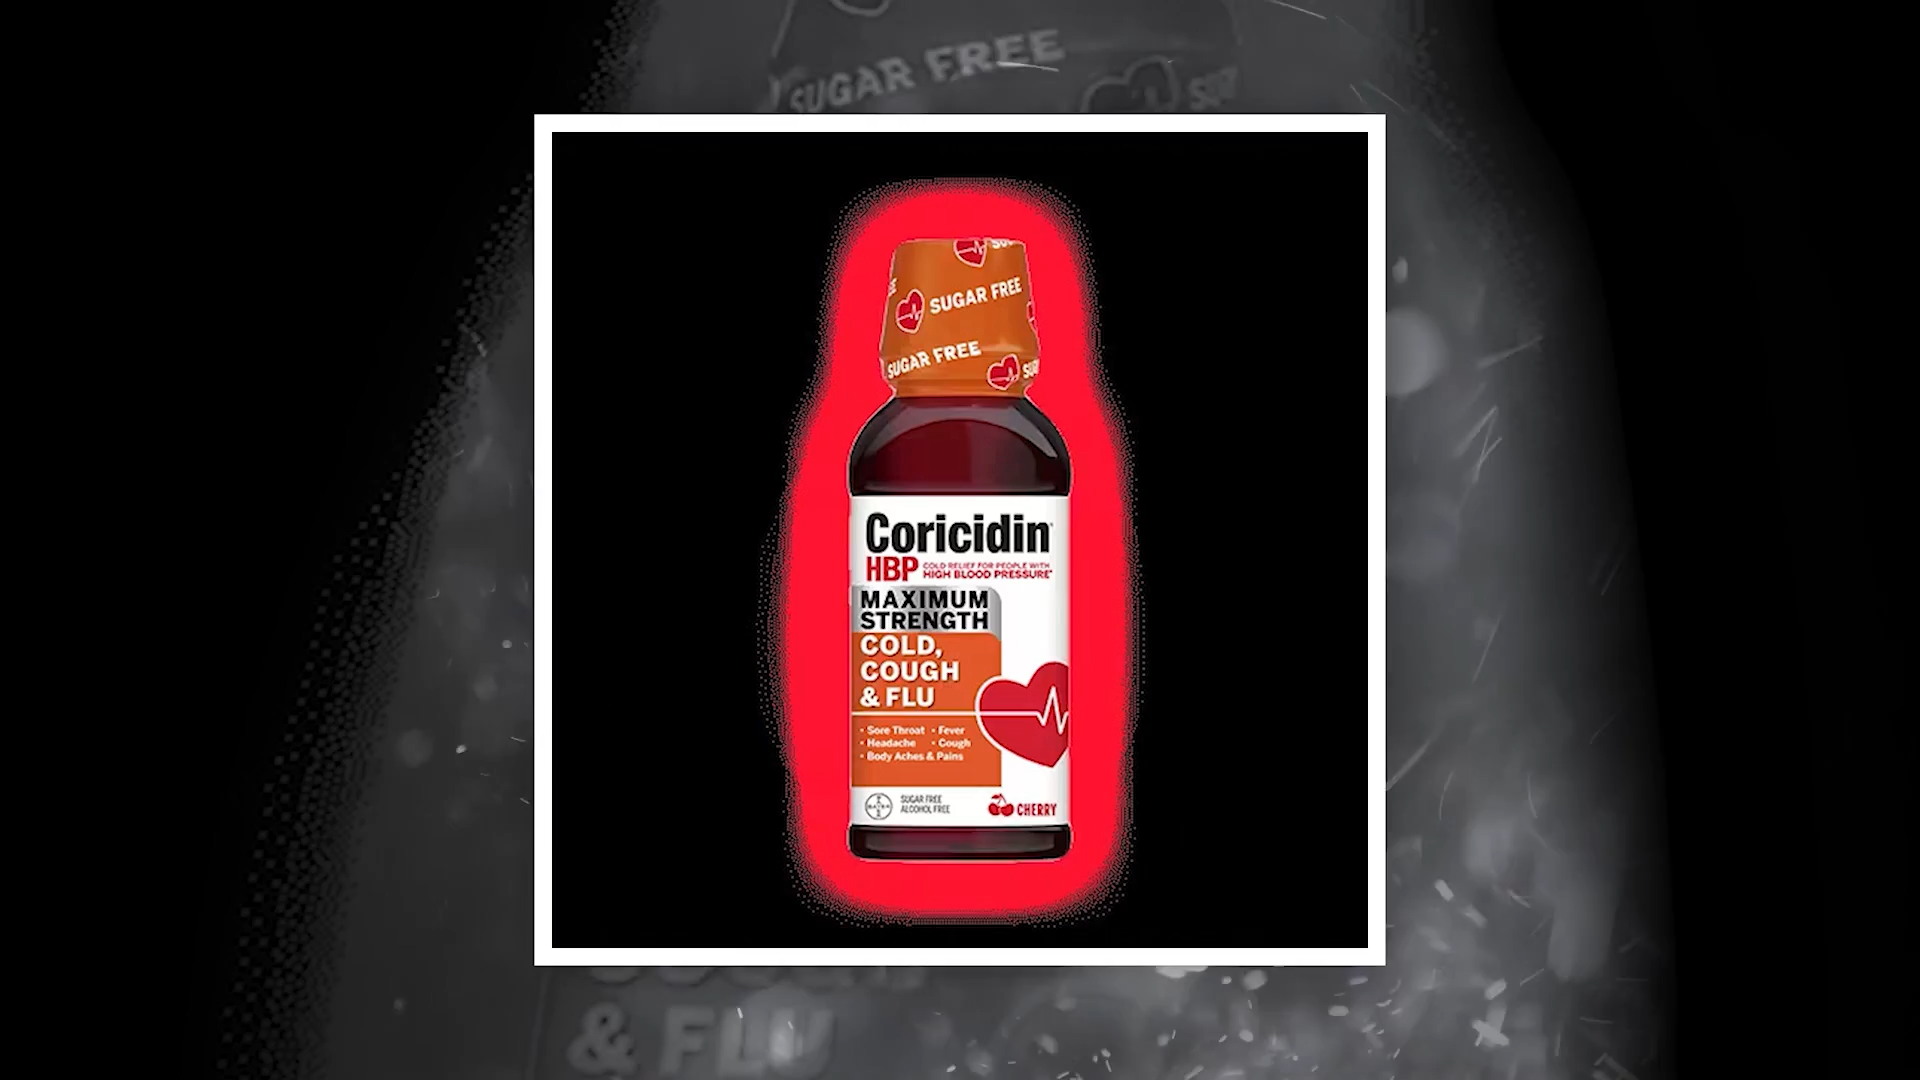 SUGAR FREE
SUGAR FREE
SUGAR FREE
Coricidin
HBP COLD RELIEF FOR PEOPLE WITH
HIGH BLOOD PRESSURE*
MAXIMUM
STRENGTH
COLD,
COUGH
& FLU
• Sore Throat • Fever
• Headache • Cough
• Body Aches & Pains
BAYER
SUGAR FREE
ALCOHOL FREE
CHERRY
& FLU